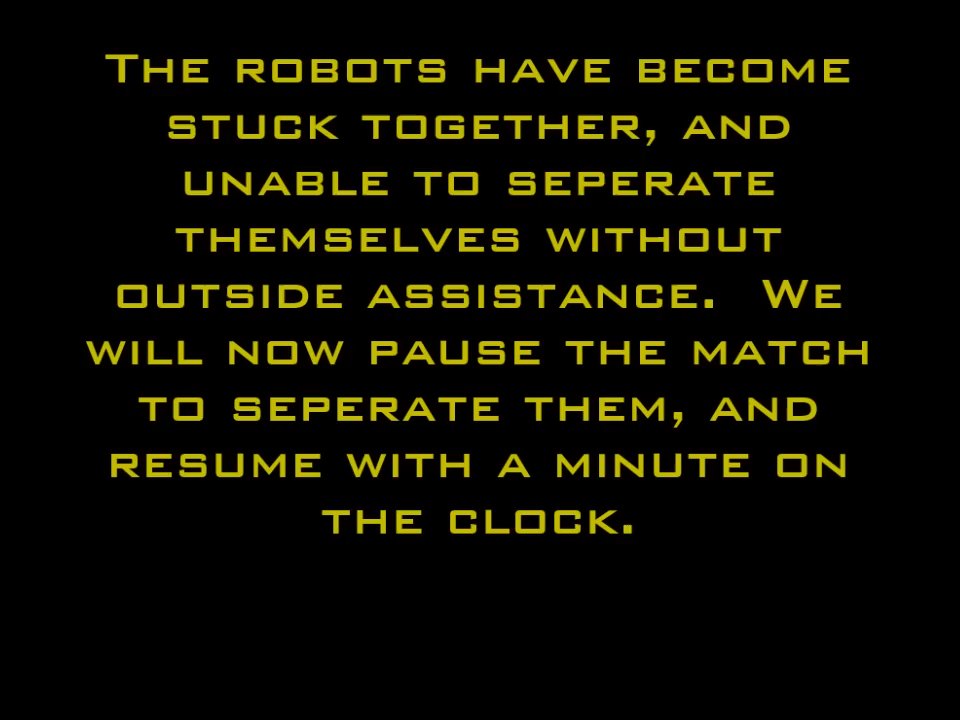 The robots have become
stuck together, and
unable to seperate
themselves without
outside assistance. We
will now pause the match
to seperate them, and
resume with a minute on
the clock.